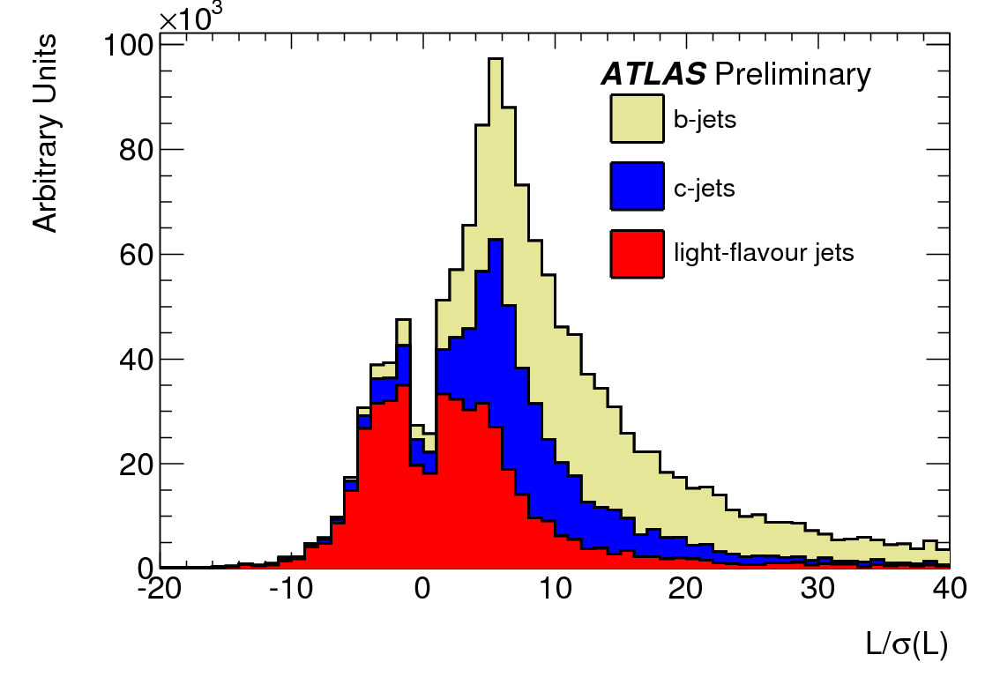 ×10³
Arbitrary Units
100
80
60
40
20
0
ATLAS Preliminary
b-jets
c-jets
light-flavour jets
-20 -10 0 10 20 30 40
L/σ(L)